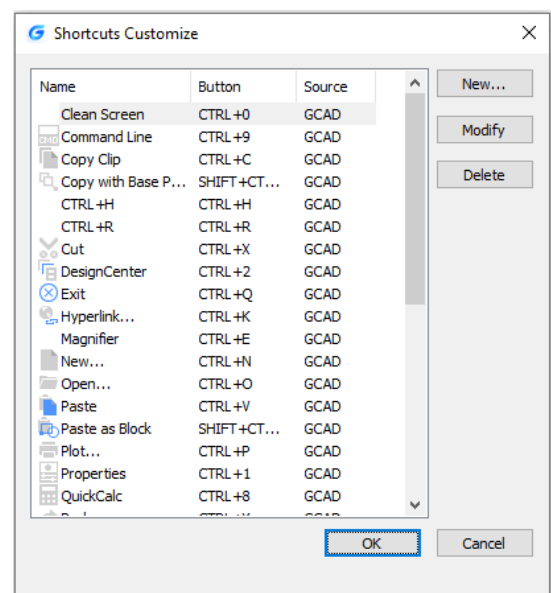 Shortcuts Customize
Name Button Source
New...
Clean Screen CTRL+0 GCAD
Command Line CTRL+9 GCAD
Modify
Copy Clip CTRL+C GCAD
Copy with Base P... SHIFT+CT... GCAD
Delete
CTRL+H CTRL+H GCAD
CTRL+R CTRL+R GCAD
Cut CTRL+X GCAD
DesignCenter CTRL+2 GCAD
Exit CTRL+Q GCAD
Hyperlink... CTRL+K GCAD
Magnifier CTRL+E GCAD
New... CTRL+N GCAD
Open... CTRL+O GCAD
Paste CTRL+V GCAD
Paste as Block SHIFT+CT... GCAD
Plot... CTRL+P GCAD
Properties CTRL+1 GCAD
QuickCalc CTRL+8 GCAD
OK Cancel